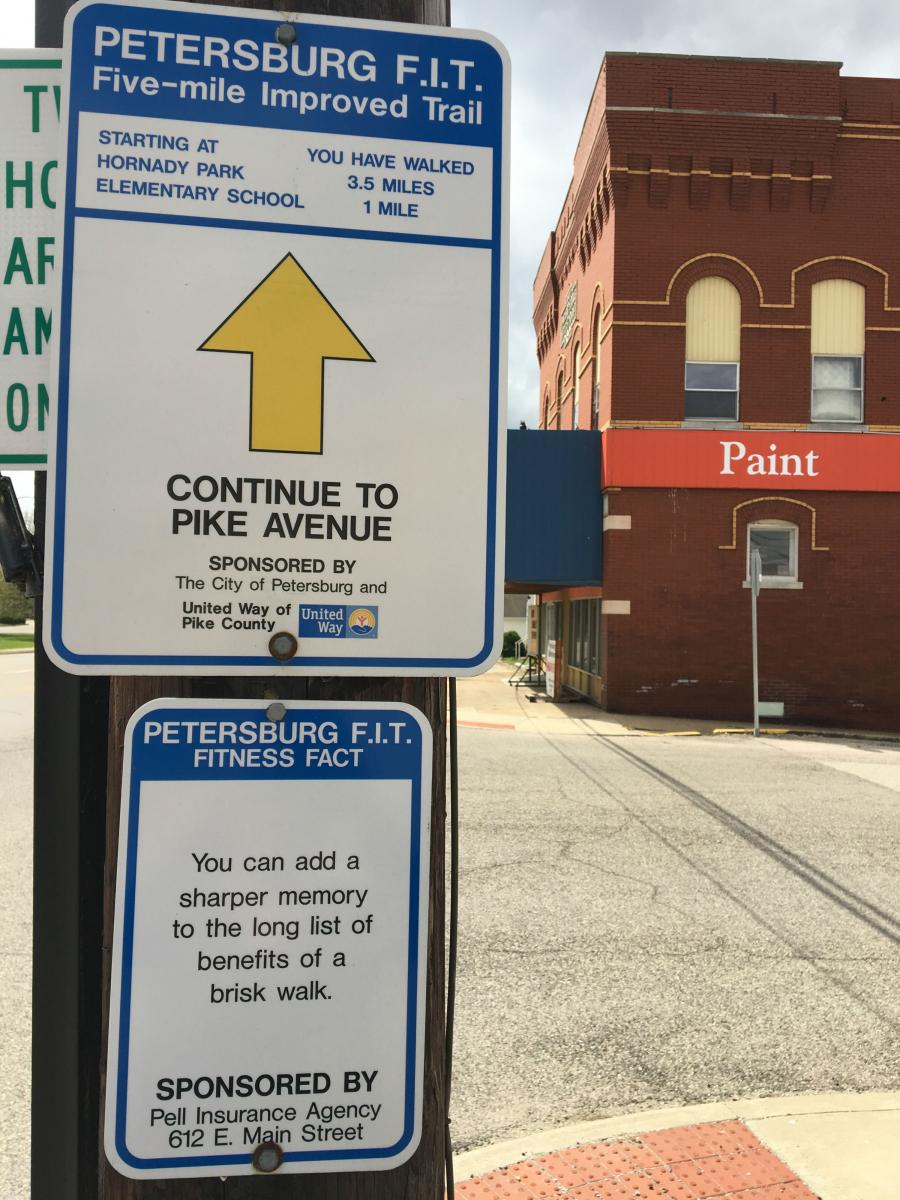 PETERSBURG F.I.T.
Five-mile Improved Trail
STARTING AT
HORNADY PARK
ELEMENTARY SCHOOL
YOU HAVE WALKED
3.5 MILES
1 MILE
CONTINUE TO
PIKE AVENUE
SPONSORED BY
The City of Petersburg and
United Way of
Pike County
United
Way
PETERSBURG F.I.T.
FITNESS FACT
You can add a
sharper memory
to the long list of
benefits of a
brisk walk.
SPONSORED BY
Pell Insurance Agency
612 E. Main Street
Paint